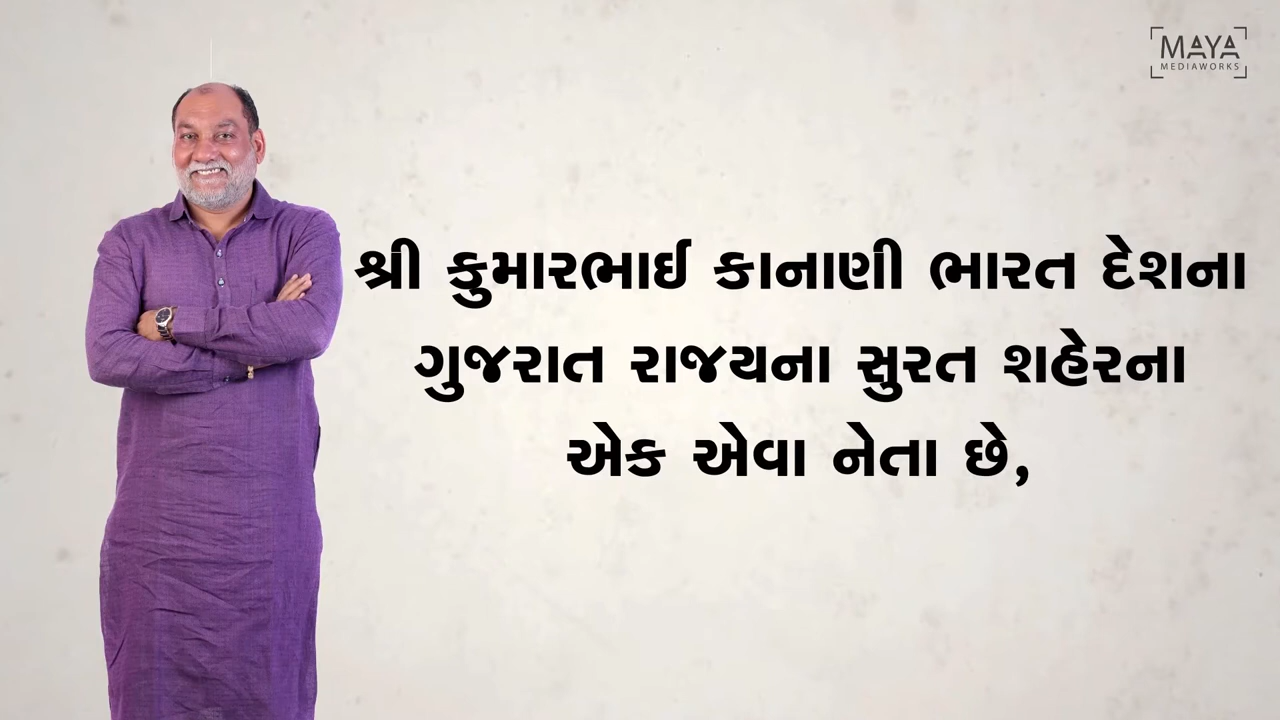 MAYA
MEDIAWORKS
શ્રી કુમારભાઈ કાનાણી ભારત દેશના
ગુજરાત રાજયના સુરત શહેરના
એક એવા નેતા છે,